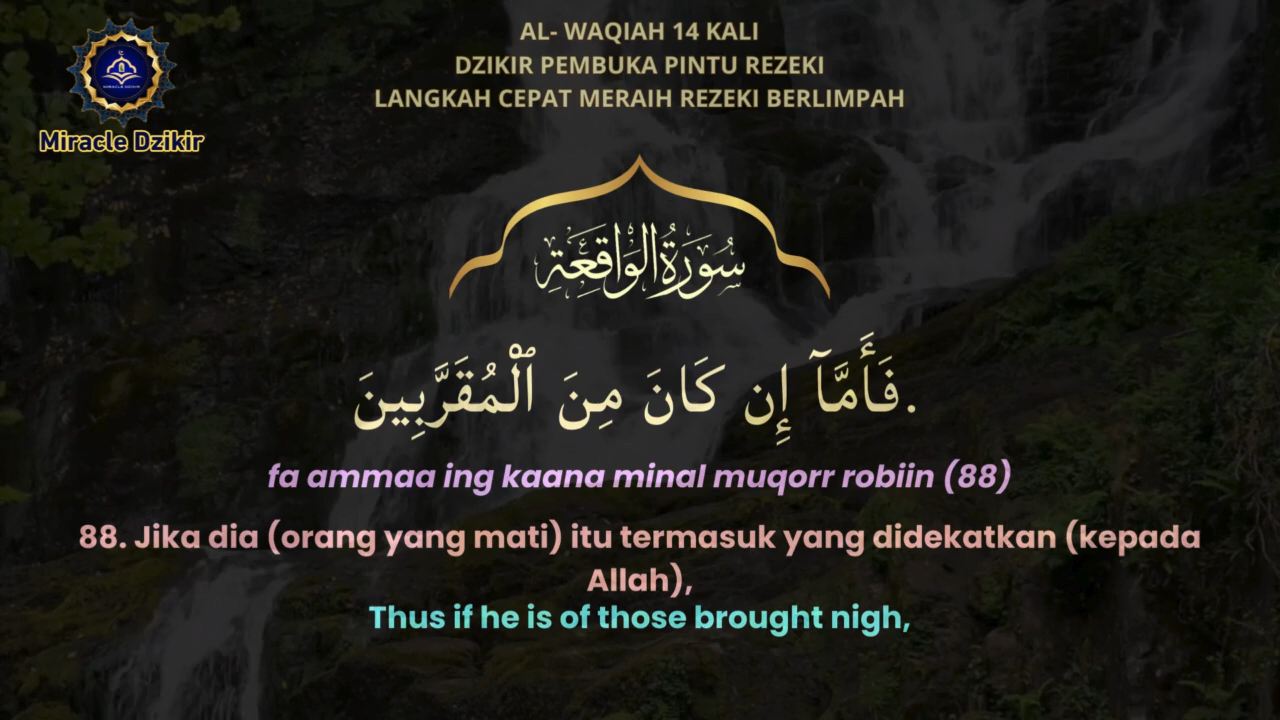 AL- WAQIAH 14 KALI
DZIKIR PEMBUKA PINTU REZEKI
LANGKAH CEPAT MERAIH REZEKI BERLIMPAH
MIRACLE DZIKIR
Miracle Dzikir
سُورَةُ الْوَاقِعَةِ
فَأَمَّآ إِن كَانَ مِنَ ٱلْمُقَرَّبِينَ.
fa ammaa ing kaana minal muqorr robiin (88)
88. Jika dia (orang yang mati) itu termasuk yang didekatkan (kepada
Allah),
Thus if he is of those brought nigh,